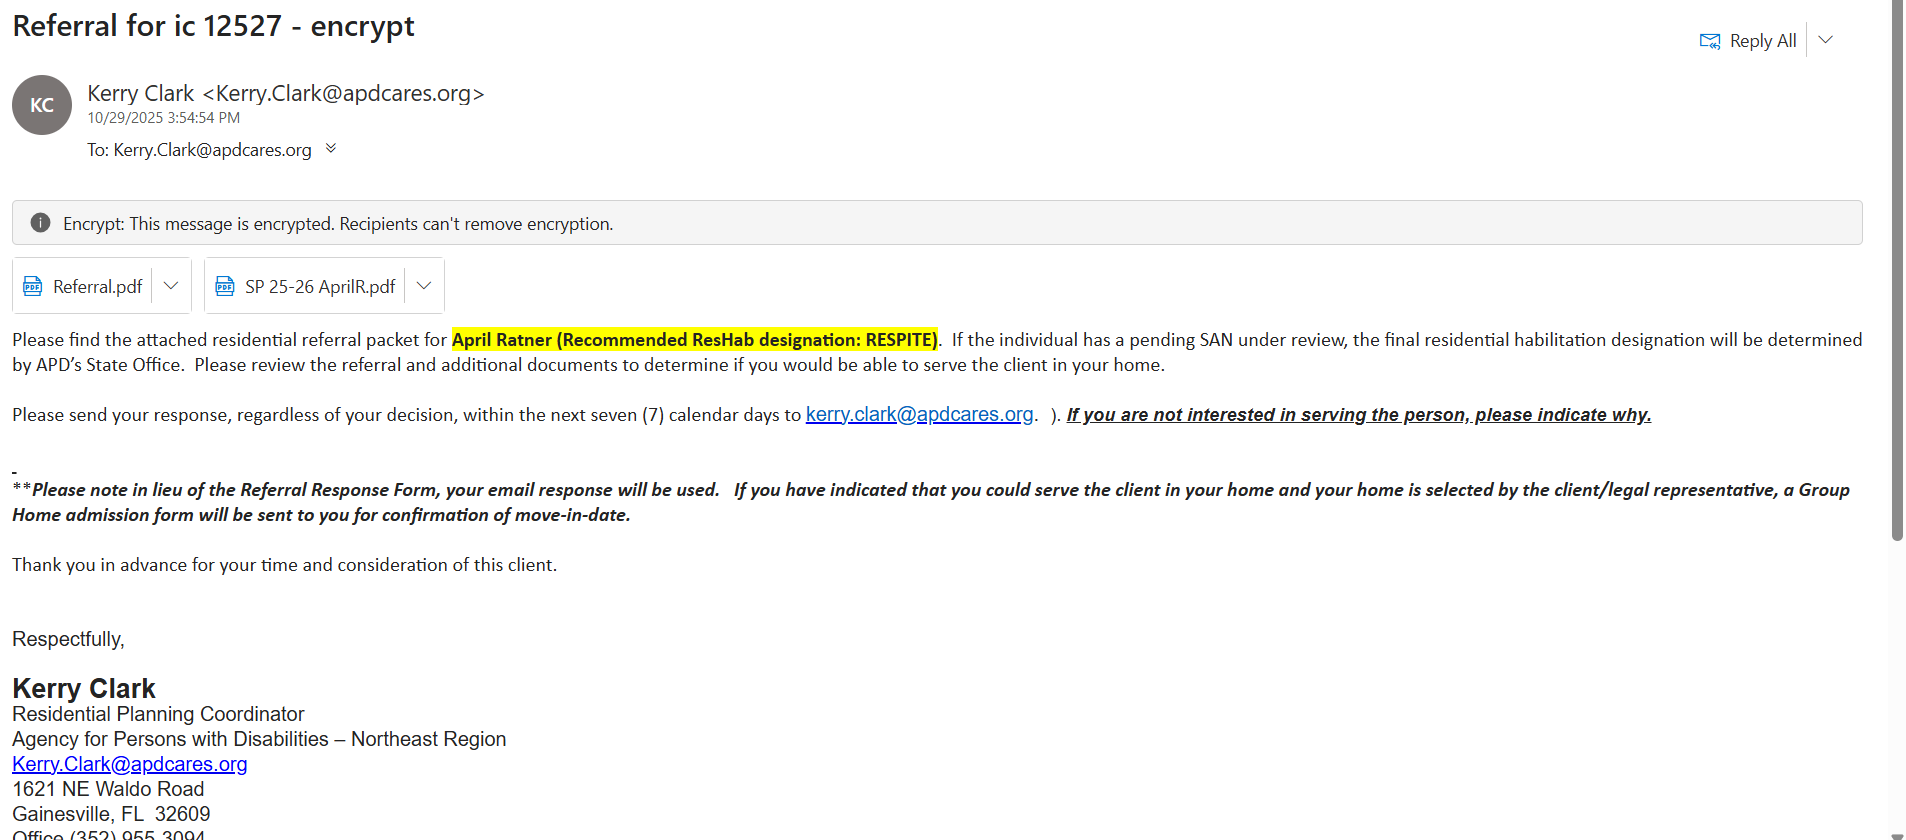 Referral for ic 12527 - encrypt
Reply All
KC
Kerry Clark <Kerry.Clark@apdcares.org>
10/29/2025 3:54:54 PM
To: Kerry.Clark@apdcares.org
Encrypt: This message is encrypted. Recipients can't remove encryption.
Referral.pdf
SP 25-26 AprilR.pdf
Please find the attached residential referral packet for April Ratner (Recommended ResHab designation: RESPITE).  If the individual has a pending SAN under review, the final residential habilitation designation will be determined
by APD's State Office.  Please review the referral and additional documents to determine if you would be able to serve the client in your home.
Please send your response, regardless of your decision, within the next seven (7) calendar days to kerry.clark@apdcares.org.  ). If you are not interested in serving the person, please indicate why.
-
**Please note in lieu of the Referral Response Form, your email response will be used.   If you have indicated that you could serve the client in your home and your home is selected by the client/legal representative, a Group
Home admission form will be sent to you for confirmation of move-in-date.
Thank you in advance for your time and consideration of this client.
Respectfully,
Kerry Clark
Residential Planning Coordinator
Agency for Persons with Disabilities – Northeast Region
Kerry.Clark@apdcares.org
1621 NE Waldo Road
Gainesville, FL  32609
Office (352) 955 3094